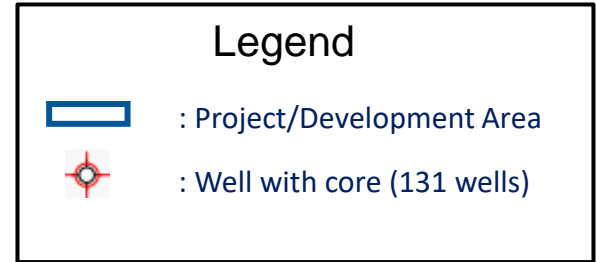 Legend
: Project/Development Area
: Well with core (131 wells)